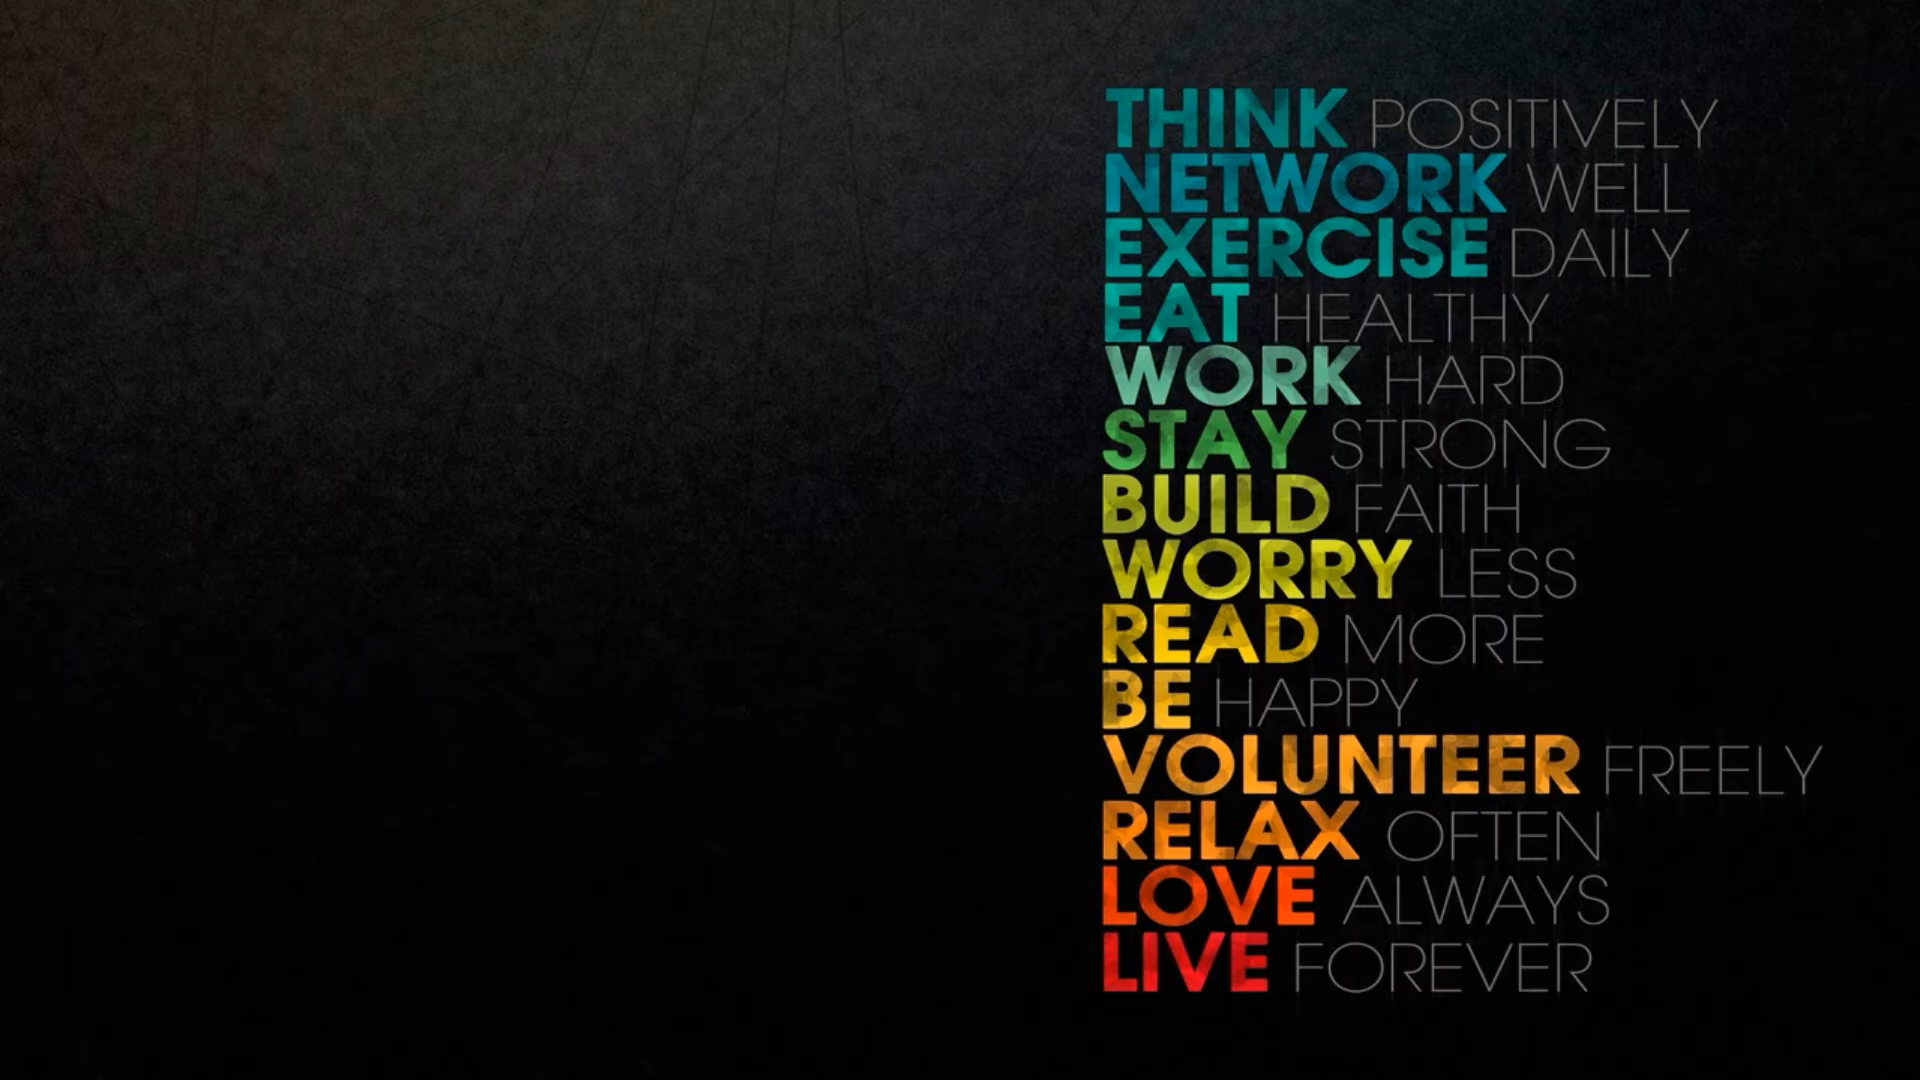 THINK POSITIVELY
NETWORK WELL
EXERCISE DAILY
EAT HEALTHY
WORK HARD
STAY STRONG
BUILD FAITH
WORRY LESS
READ MORE
BE HAPPY
VOLUNTEER FREELY
RELAX OFTEN
LOVE ALWAYS
LIVE FOREVER